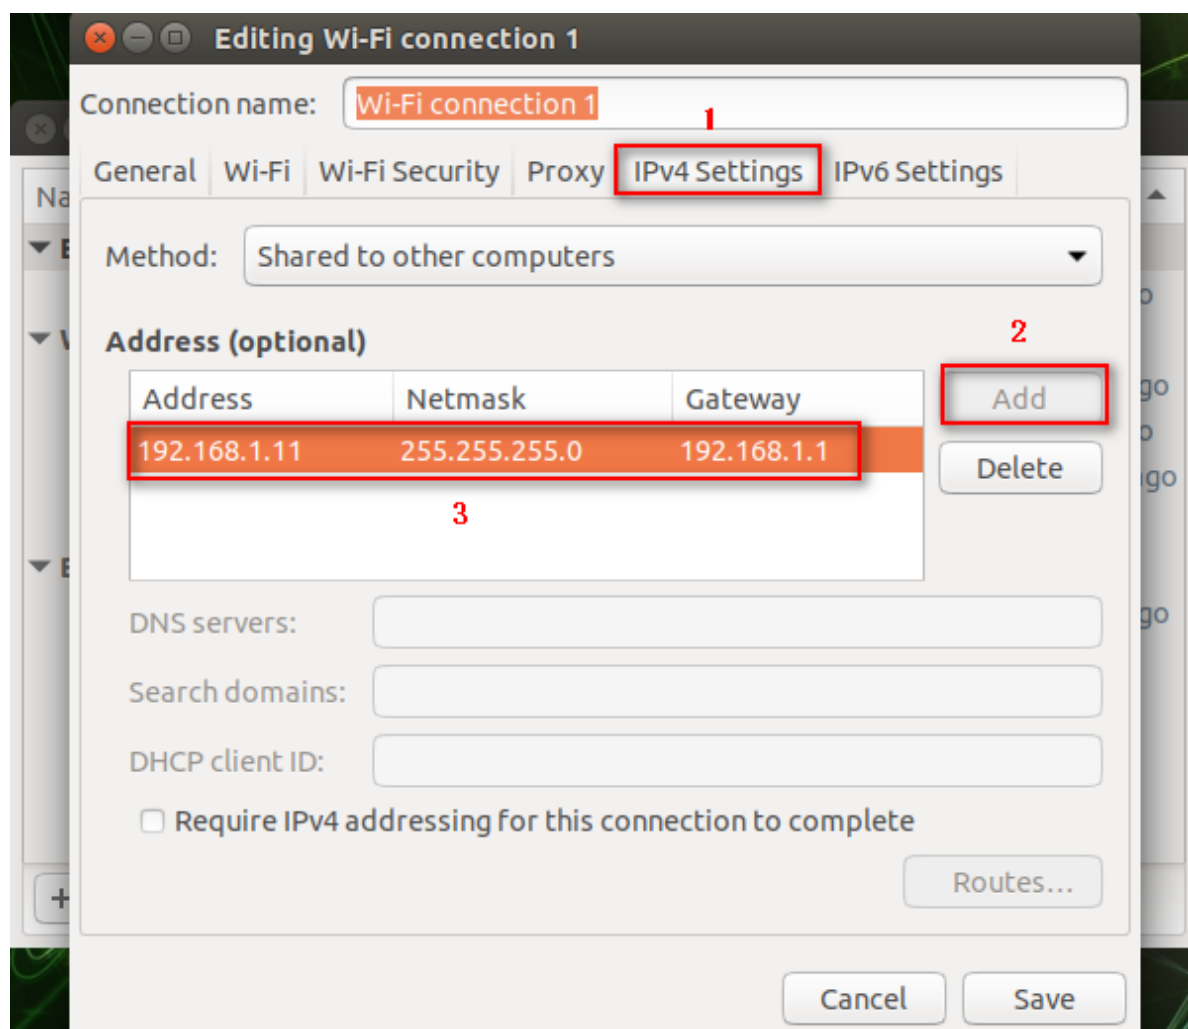 Editing Wi-Fi connection 1
Connection name: Wi-Fi connection 1
1
General Wi-Fi Wi-Fi Security Proxy IPv4 Settings IPv6 Settings
Na
Method: Shared to other computers
Address (optional)
2
Address Netmask Gateway
Add
192.168.1.11 255.255.255.0 192.168.1.1
Delete
3
DNS servers:
Search domains:
DHCP client ID:
Require IPv4 addressing for this connection to complete
Routes...
Cancel Save